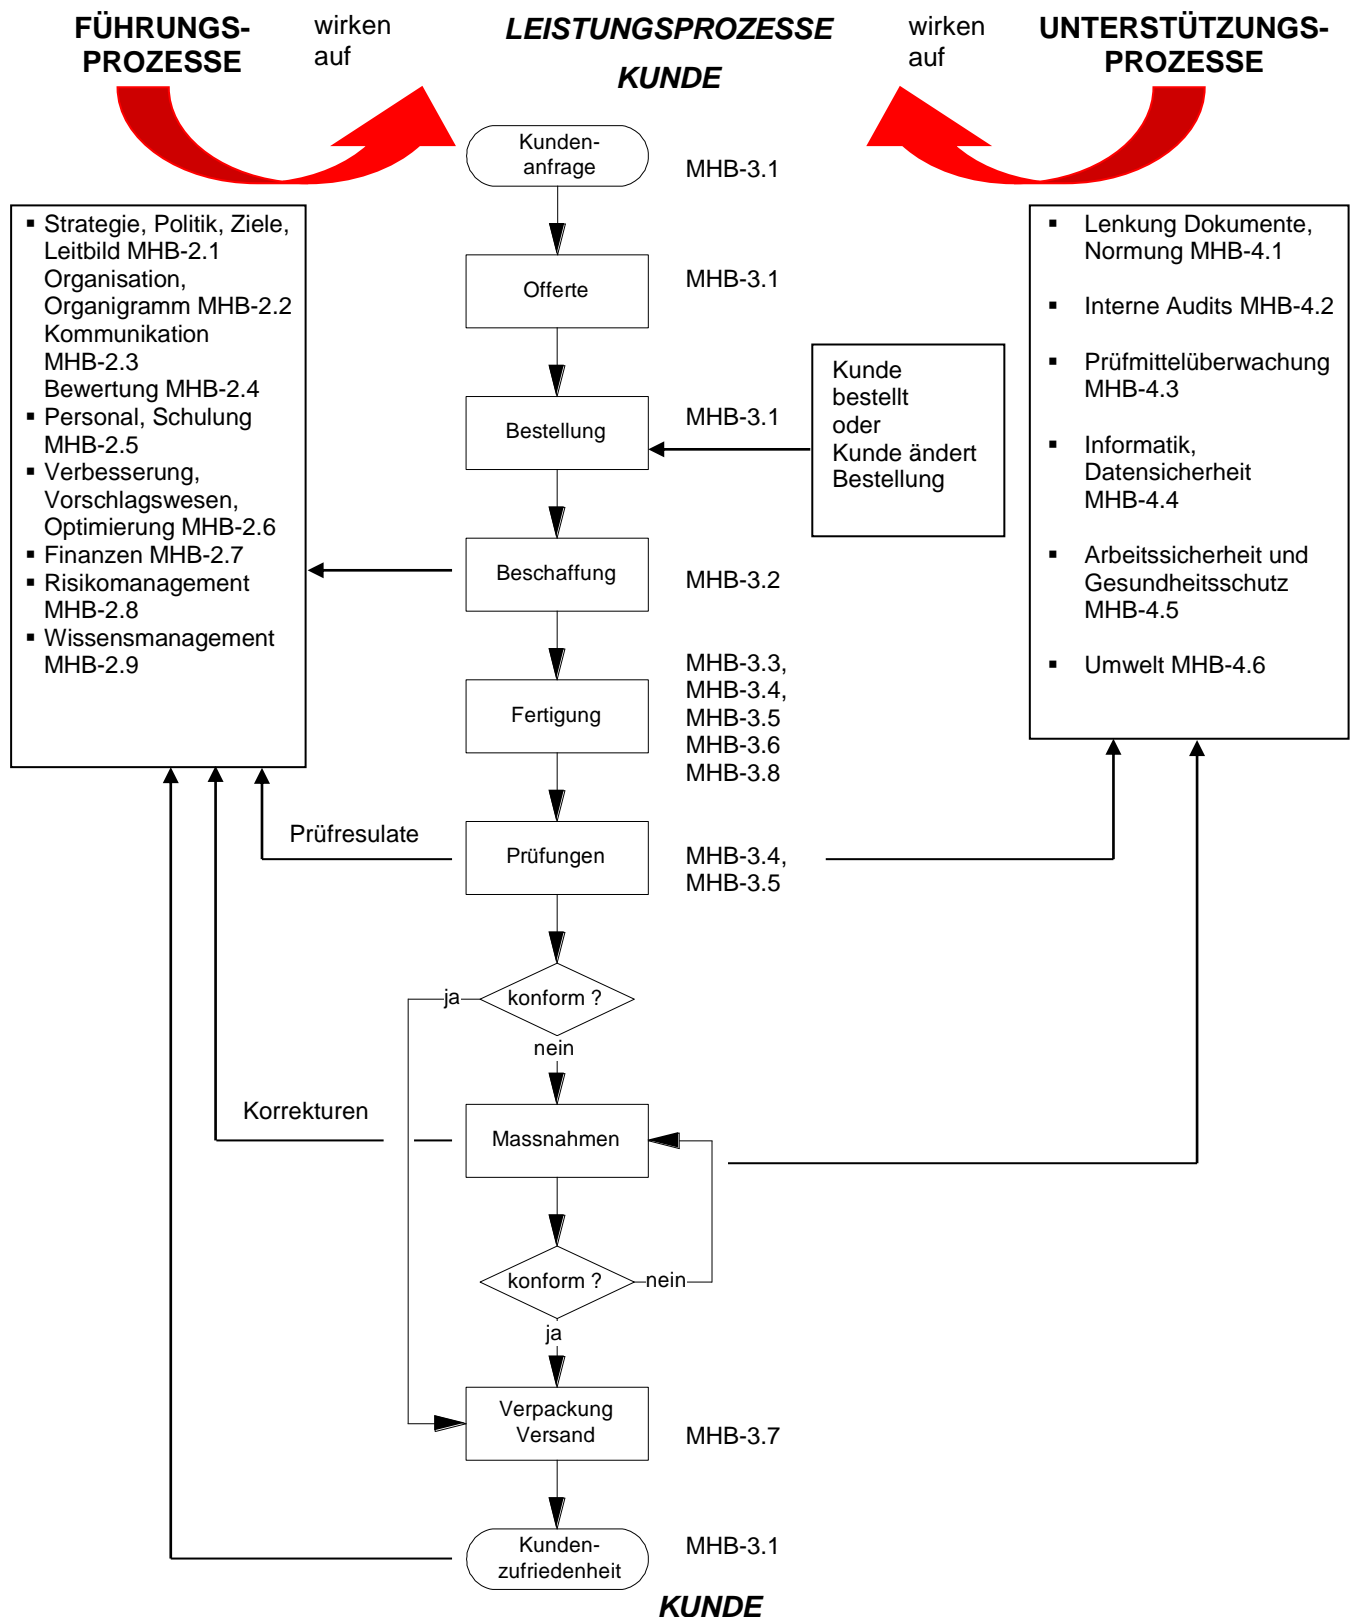 FÜHRUNGS-
PROZESSE
wirken
auf
LEISTUNGSPROZESSE
KUNDE
wirken
auf
UNTERSTÜTZUNGS-
PROZESSE
Kunden-
anfrage
MHB-3.1
▪ Strategie, Politik, Ziele,
Leitbild MHB-2.1
Organisation,
Organigramm MHB-2.2
Kommunikation
MHB-2.3
Bewertung MHB-2.4
▪ Personal, Schulung
MHB-2.5
▪ Verbesserung,
Vorschlagswesen,
Optimierung MHB-2.6
▪ Finanzen MHB-2.7
▪ Risikomanagement
MHB-2.8
▪ Wissensmanagement
MHB-2.9
Offerte
MHB-3.1
Bestellung
MHB-3.1
Kunde
bestellt
oder
Kunde ändert
Bestellung
▪ Lenkung Dokumente,
Normung MHB-4.1
▪ Interne Audits MHB-4.2
▪ Prüfmittelüberwachung
MHB-4.3
▪ Informatik,
Datensicherheit
MHB-4.4
▪ Arbeitssicherheit und
Gesundheitsschutz
MHB-4.5
▪ Umwelt MHB-4.6
Beschaffung
MHB-3.2
Fertigung
MHB-3.3,
MHB-3.4,
MHB-3.5
MHB-3.6
MHB-3.8
Prüfresulate
Prüfungen
MHB-3.4,
MHB-3.5
ja
konform ?
nein
Korrekturen
Massnahmen
konform ?
nein
ja
Verpackung
Versand
MHB-3.7
Kunden-
zufriedenheit
MHB-3.1
KUNDE